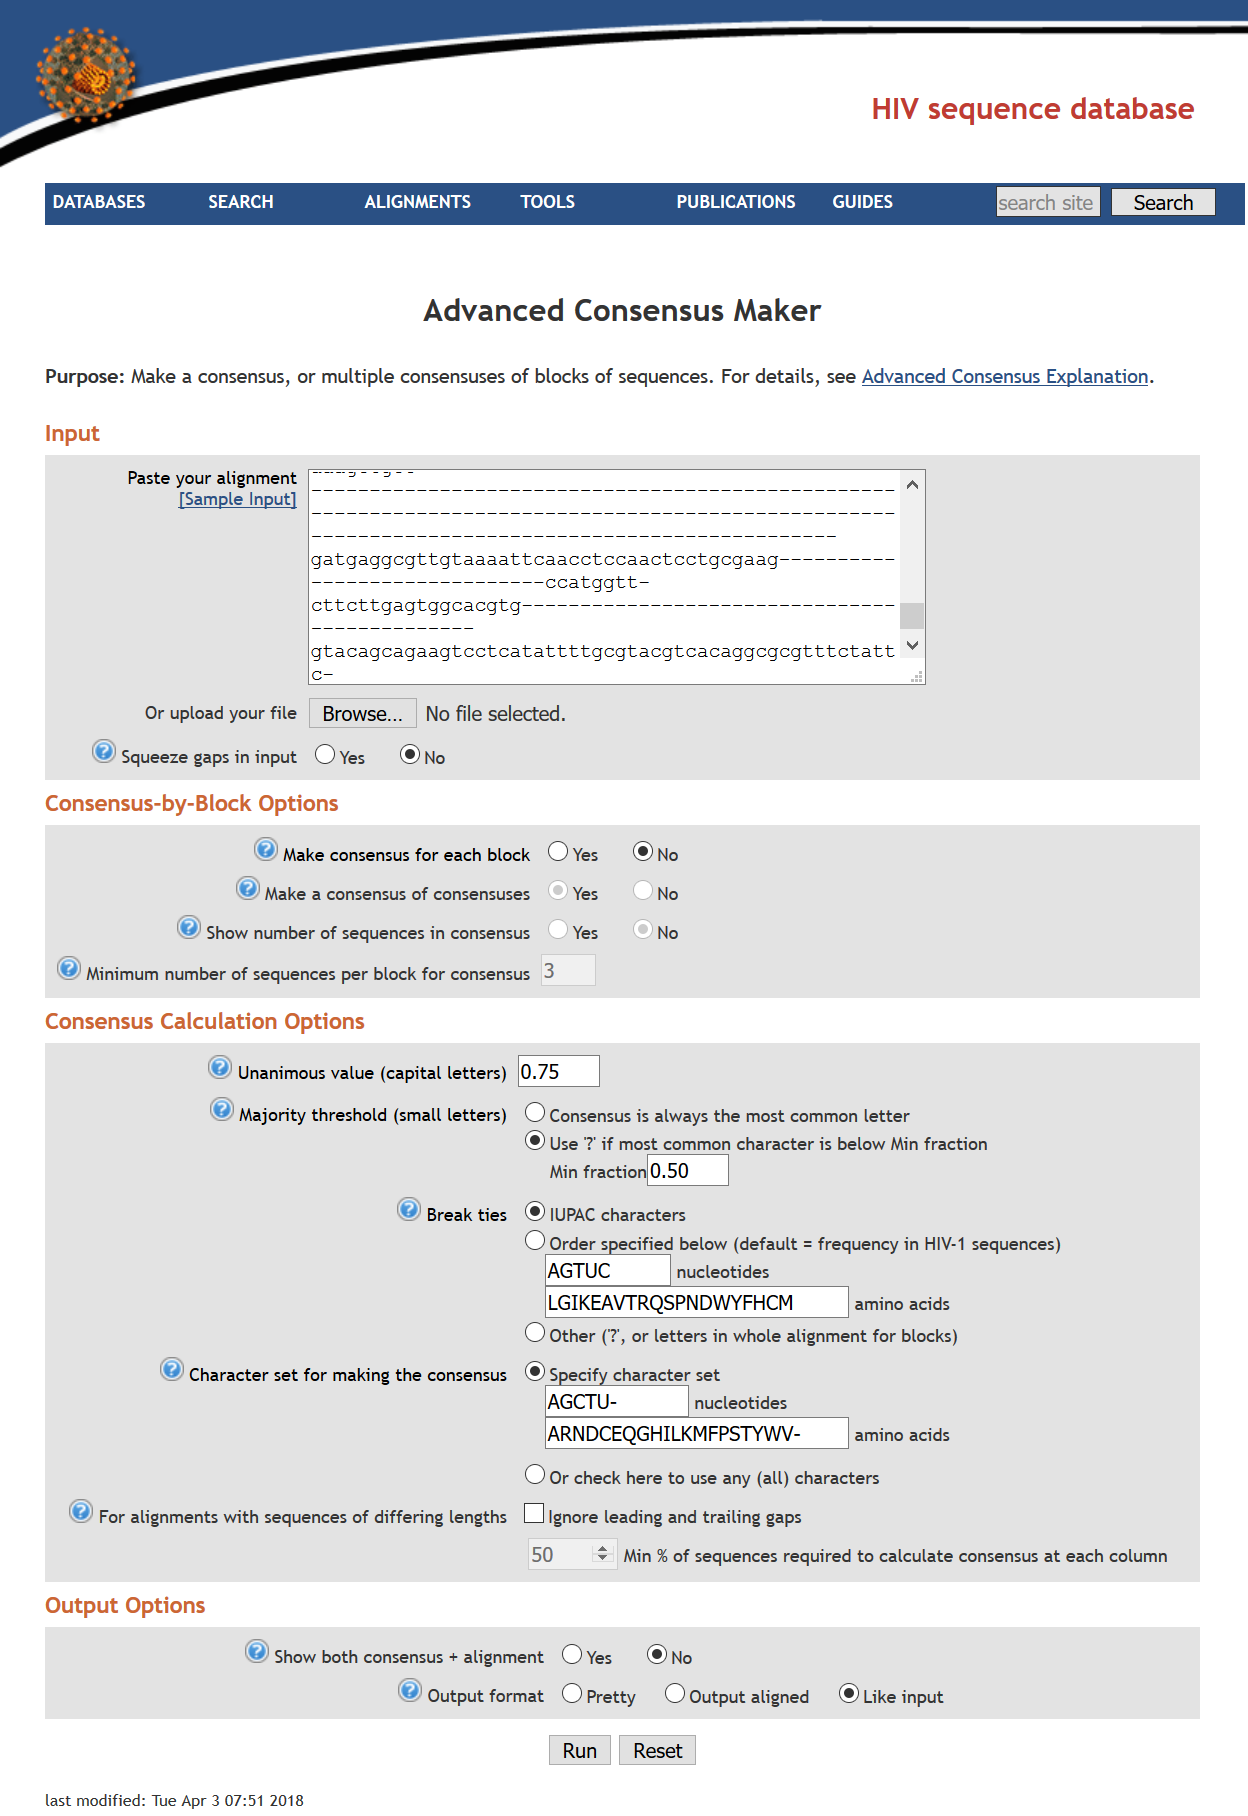 HIV sequence database
DATABASES SEARCH ALIGNMENTS TOOLS PUBLICATIONS GUIDES search site Search
Advanced Consensus Maker
Purpose: Make a consensus, or multiple consensuses of blocks of sequences. For details, see Advanced Consensus Explanation.
Input
Paste your alignment
[Sample Input]
--------------------------------------------------
--------------------------------------------------
---------------------------------------------
gatgaggcgttgtaaaattcaacctccaactcctgcgaag----------
--------------------ccatggtt-
cttcttgagtggcacgtg--------------------------------
--------------
gtacagcagaagtcctcatattttgcgtacgtcacaggcgcgtttctatt
c-
Or upload your file Browse... No file selected.
Squeeze gaps in input Yes No
Consensus-by-Block Options
Make consensus for each block Yes No
Make a consensus of consensuses Yes No
Show number of sequences in consensus Yes No
Minimum number of sequences per block for consensus 3
Consensus Calculation Options
Unanimous value (capital letters) 0.75
Majority threshold (small letters) Consensus is always the most common letter
Use '?' if most common character is below Min fraction
Min fraction 0.50
Break ties IUPAC characters
Order specified below (default = frequency in HIV-1 sequences)
AGTUC nucleotides
LGIKEAVTRQSPNDWYFHCM amino acids
Other ('?', or letters in whole alignment for blocks)
Character set for making the consensus Specify character set
AGCTU- nucleotides
ARNDCEQGHILKMFPSTYWV- amino acids
Or check here to use any (all) characters
For alignments with sequences of differing lengths Ignore leading and trailing gaps
50 Min % of sequences required to calculate consensus at each column
Output Options
Show both consensus + alignment Yes No
Output format Pretty Output aligned Like input
Run Reset
last modified: Tue Apr 3 07:51 2018